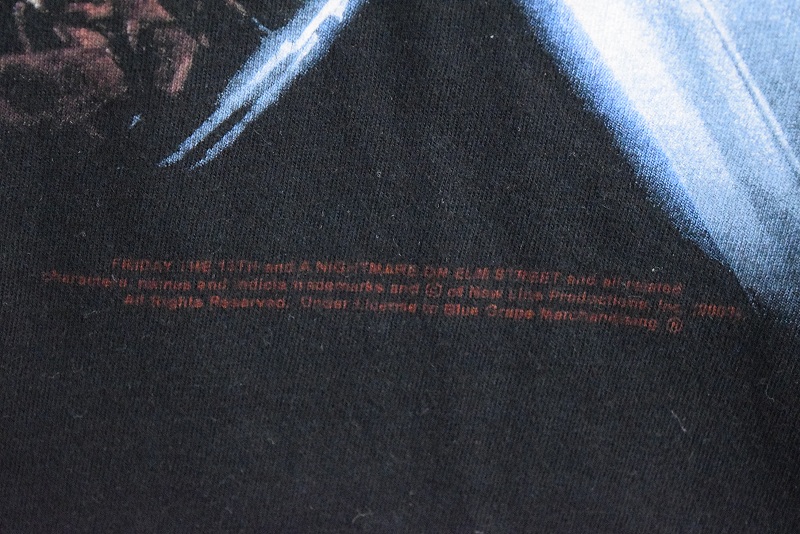 FRIDAY THE 13TH and A NIGHTMARE ON ELM STREET and all related
characters, names and indicia trademarks and © of New Line Productions, Inc.
All Rights Reserved. Under License to Blue Grape Merchandising ®